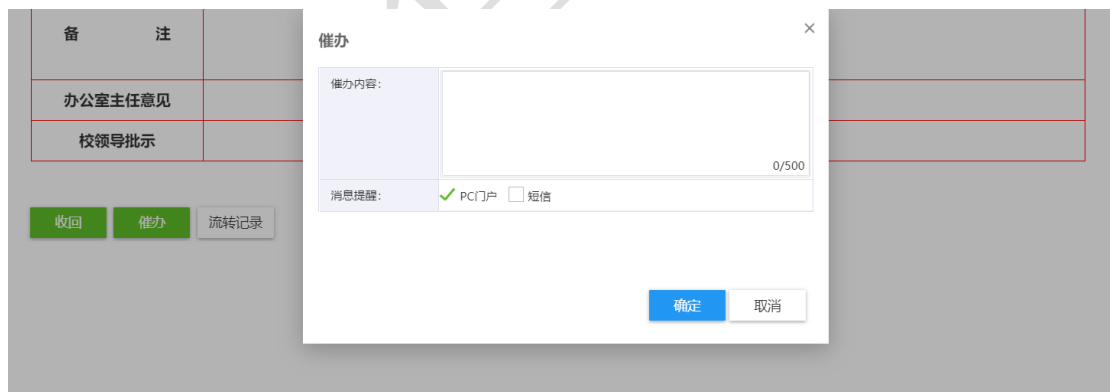 备 注
办公室主任意见
校领导批示
收回 催办 流转记录
催办
催办内容：
0/500
消息提醒：
PC门户 短信
确定 取消